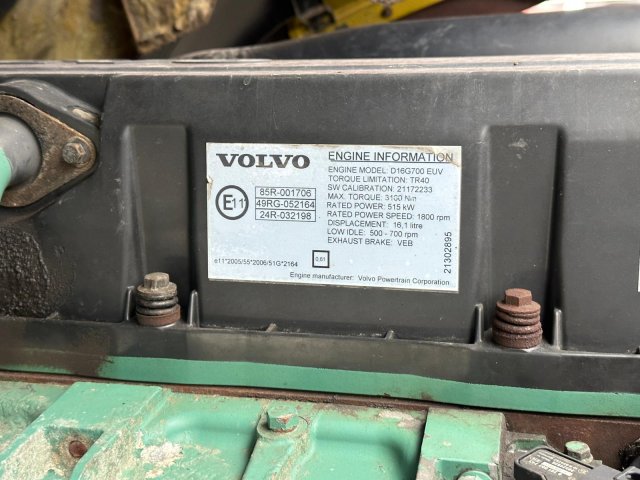 VOLVO
ENGINE INFORMATION
ENGINE MODEL: D16G700 EUV
TORQUE LIMITATION: TR40
SW CALIBRATION: 21172233
MAX. TORQUE: 3150 Nm
RATED POWER: 515 kW
RATED POWER SPEED: 1800 rpm
DISPLACEMENT: 16,1 litre
LOW IDLE: 500 - 700 rpm
EXHAUST BRAKE: VEB
E11
85R-001706
49RG-052164
24R-032198
e11*2005/55*2006/51G*2164
0,61
Engine manufacturer: Volvo Powertrain Corporation
21302895